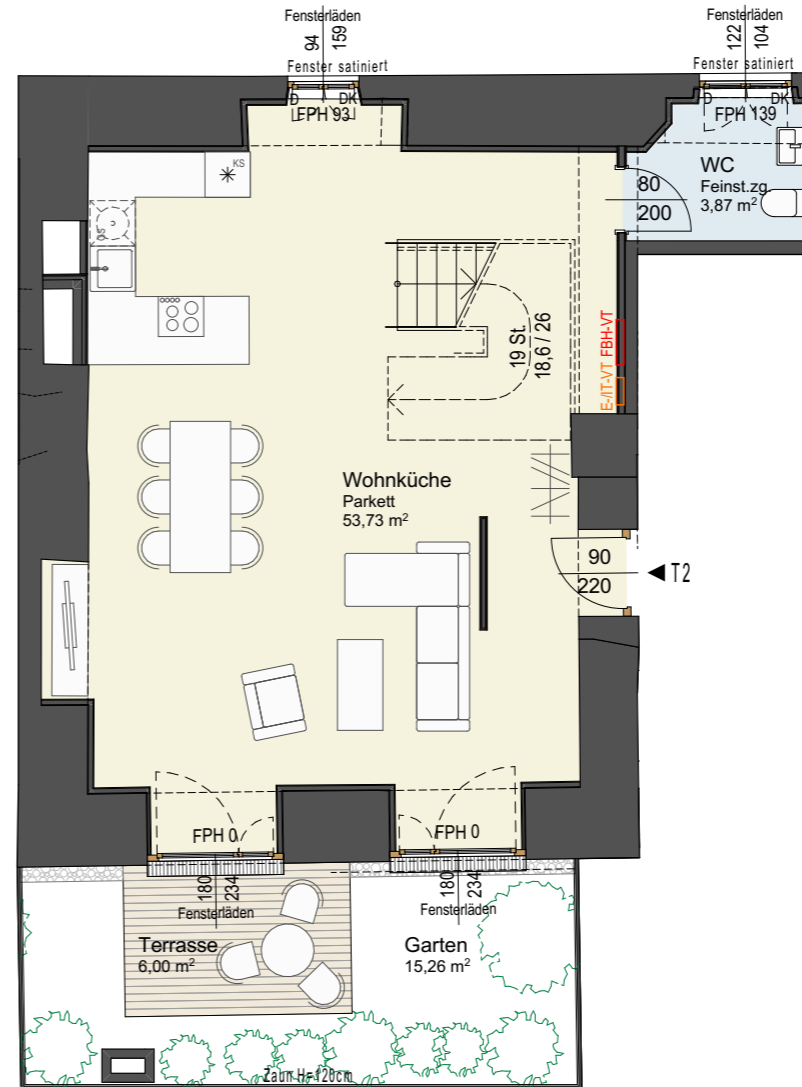 Fensterläden
94
159
Fenster satiniert
D
DK
FPH 93
Fensterläden
122
104
Fenster satiniert
D
DK
FPH 139
WC
Feinst.zg.
3,87 m²
80
200
KS
GS
19 St.
18,6 / 26
FBH-VT
E-/IT-VT
Wohnküche
Parkett
53,73 m²
90
220
T2
FPH 0
FPH 0
180
234
Fensterläden
180
234
Fensterläden
Terrasse
6,00 m²
Garten
15,26 m²
Zaun H=120cm